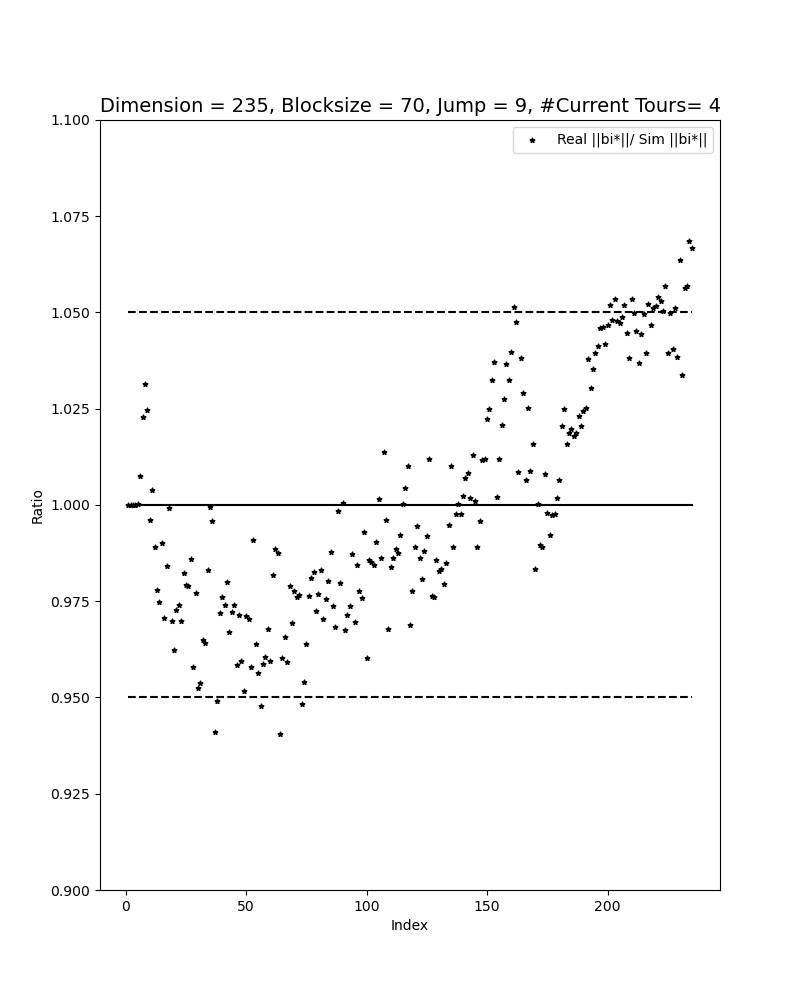 Dimension = 235, Blocksize = 70, Jump = 9, #Current Tours= 4
Real ||bi*||/ Sim ||bi*||
1.100
1.075
1.050
1.025
1.000
0.975
0.950
0.925
0.900
Ratio
0 50 100 150 200
Index